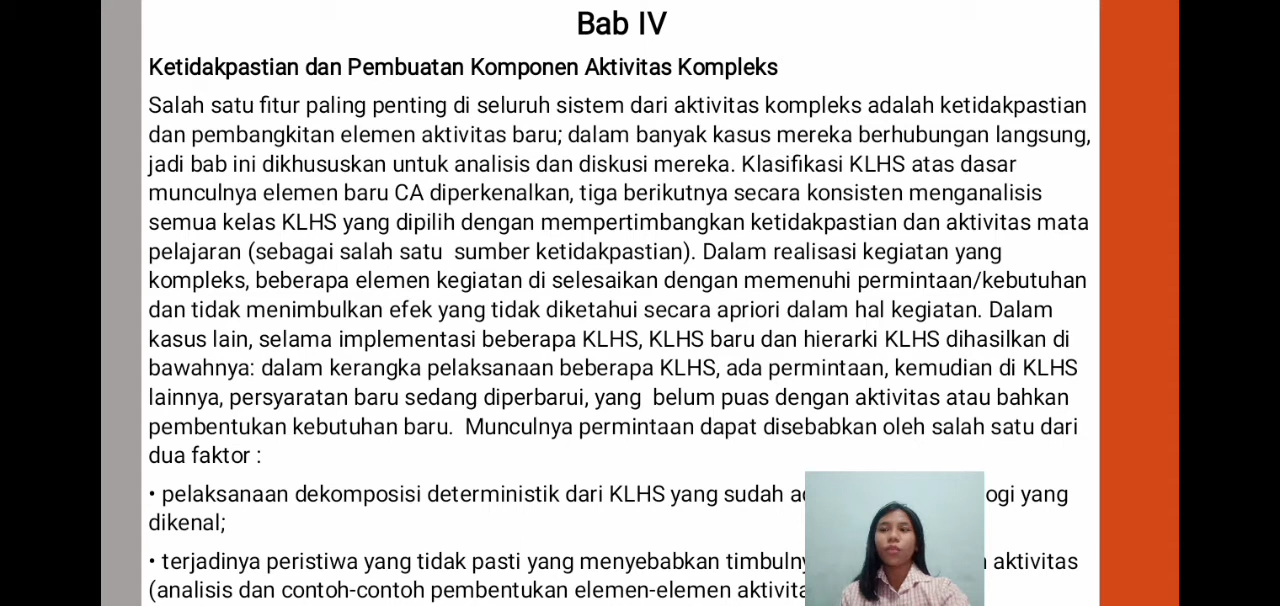 Bab IV
Ketidakpastian dan Pembuatan Komponen Aktivitas Kompleks
Salah satu fitur paling penting di seluruh sistem dari aktivitas kompleks adalah ketidakpastian
dan pembangkitan elemen aktivitas baru; dalam banyak kasus mereka berhubungan langsung,
jadi bab ini dikhususkan untuk analisis dan diskusi mereka. Klasifikasi KLHS atas dasar
munculnya elemen baru CA diperkenalkan, tiga berikutnya secara konsisten menganalisis
semua kelas KLHS yang dipilih dengan mempertimbangkan ketidakpastian dan aktivitas mata
pelajaran (sebagai salah satu  sumber ketidakpastian). Dalam realisasi kegiatan yang
kompleks, beberapa elemen kegiatan di selesaikan dengan memenuhi permintaan/kebutuhan
dan tidak menimbulkan efek yang tidak diketahui secara apriori dalam hal kegiatan. Dalam
kasus lain, selama implementasi beberapa KLHS, KLHS baru dan hierarki KLHS dihasilkan di
bawahnya: dalam kerangka pelaksanaan beberapa KLHS, ada permintaan, kemudian di KLHS
lainnya, persyaratan baru sedang diperbarui, yang  belum puas dengan aktivitas atau bahkan
pembentukan kebutuhan baru.  Munculnya permintaan dapat disebabkan oleh salah satu dari
dua faktor :
• pelaksanaan dekomposisi deterministik dari KLHS yang sudah yang
dikenal;
• terjadinya peristiwa yang tidak pasti yang menyebabkan aktivitas
(analisis dan contoh-contoh pembentukan elemen-elemen